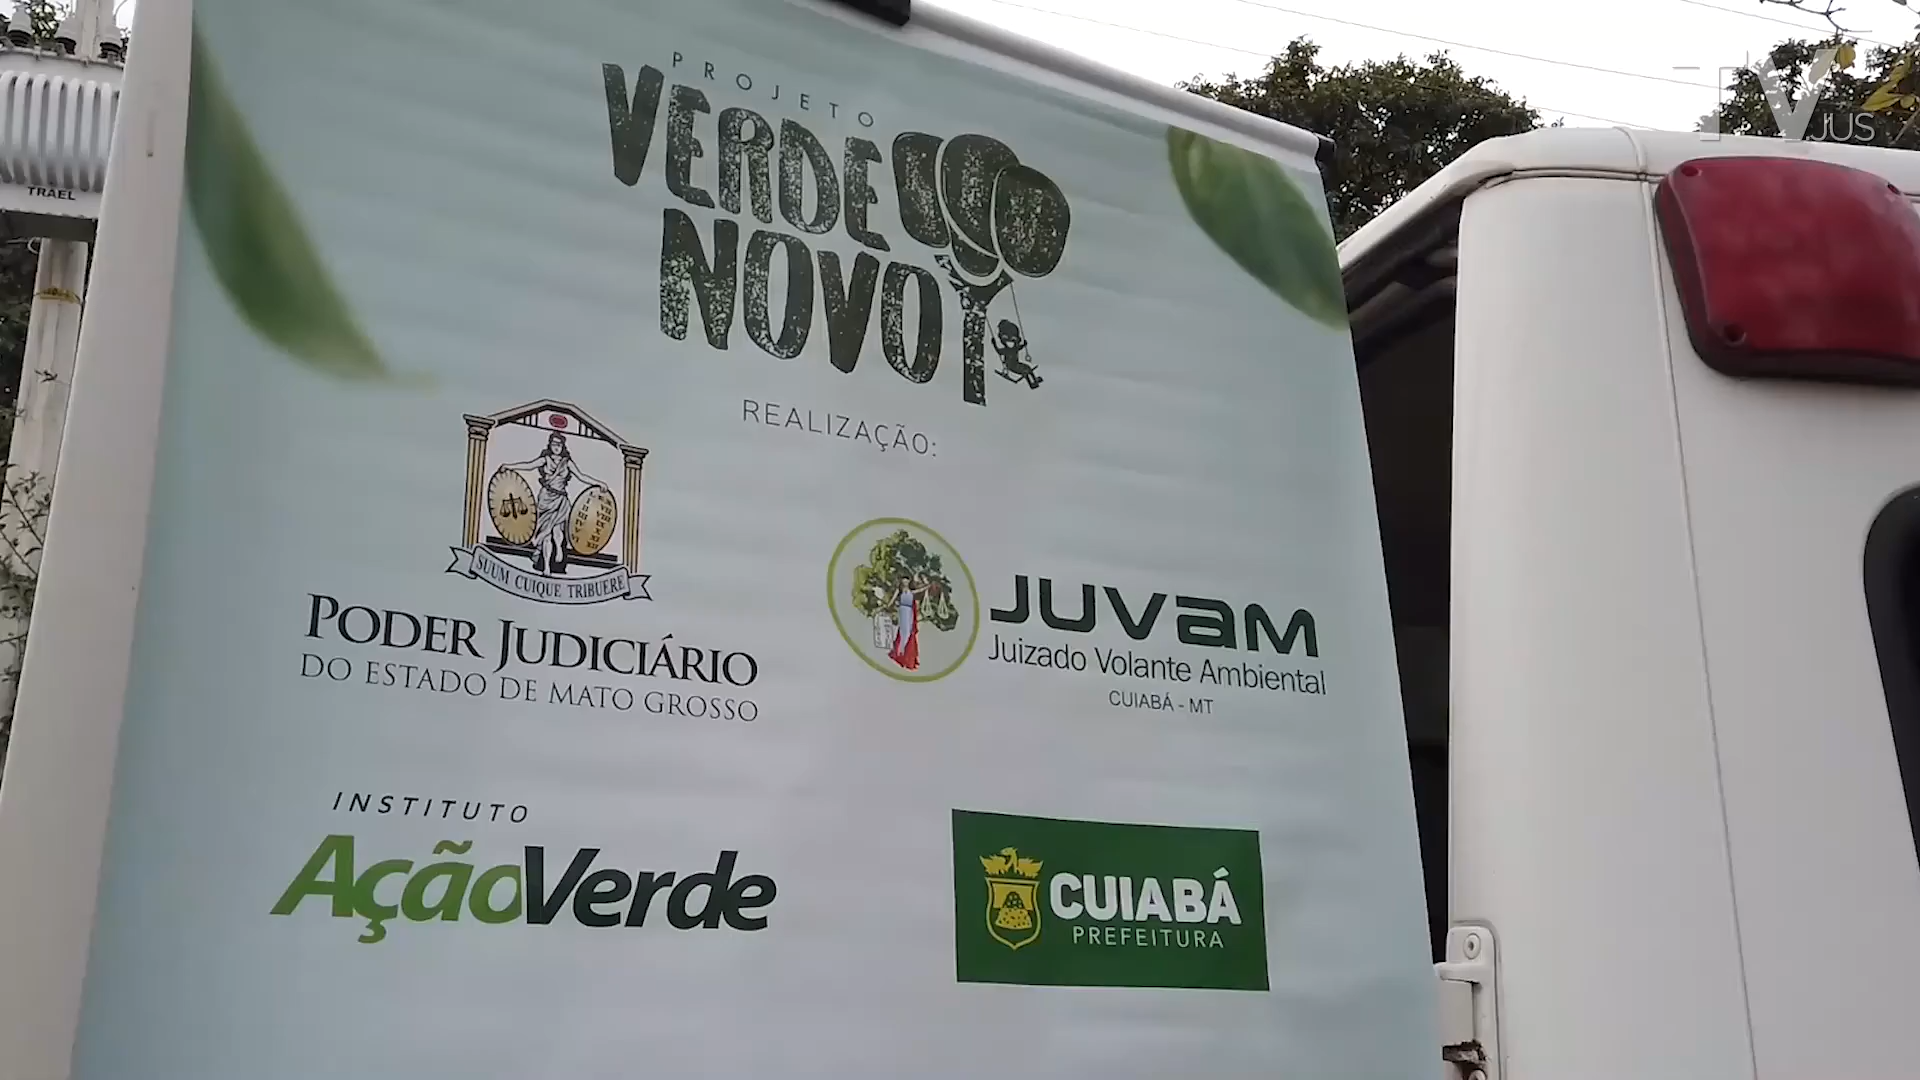 TVJUS
TRAEL
PROJETO
VERDE
NOVO
REALIZAÇÃO:
SUUM CUIQUE TRIBUERE
PODER JUDICIÁRIO
DO ESTADO DE MATO GROSSO
JUVAM
Juizado Volante Ambiental
CUIABÁ - MT
INSTITUTO
AçãoVerde
CUIABÁ
PREFEITURA